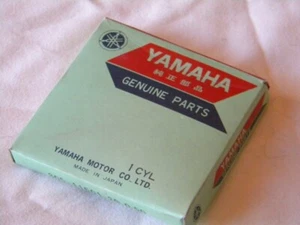 YAMAHA
純正部品
GENUINE PARTS
1 CYL
YAMAHA MOTOR CO. LTD.
MADE IN JAPAN